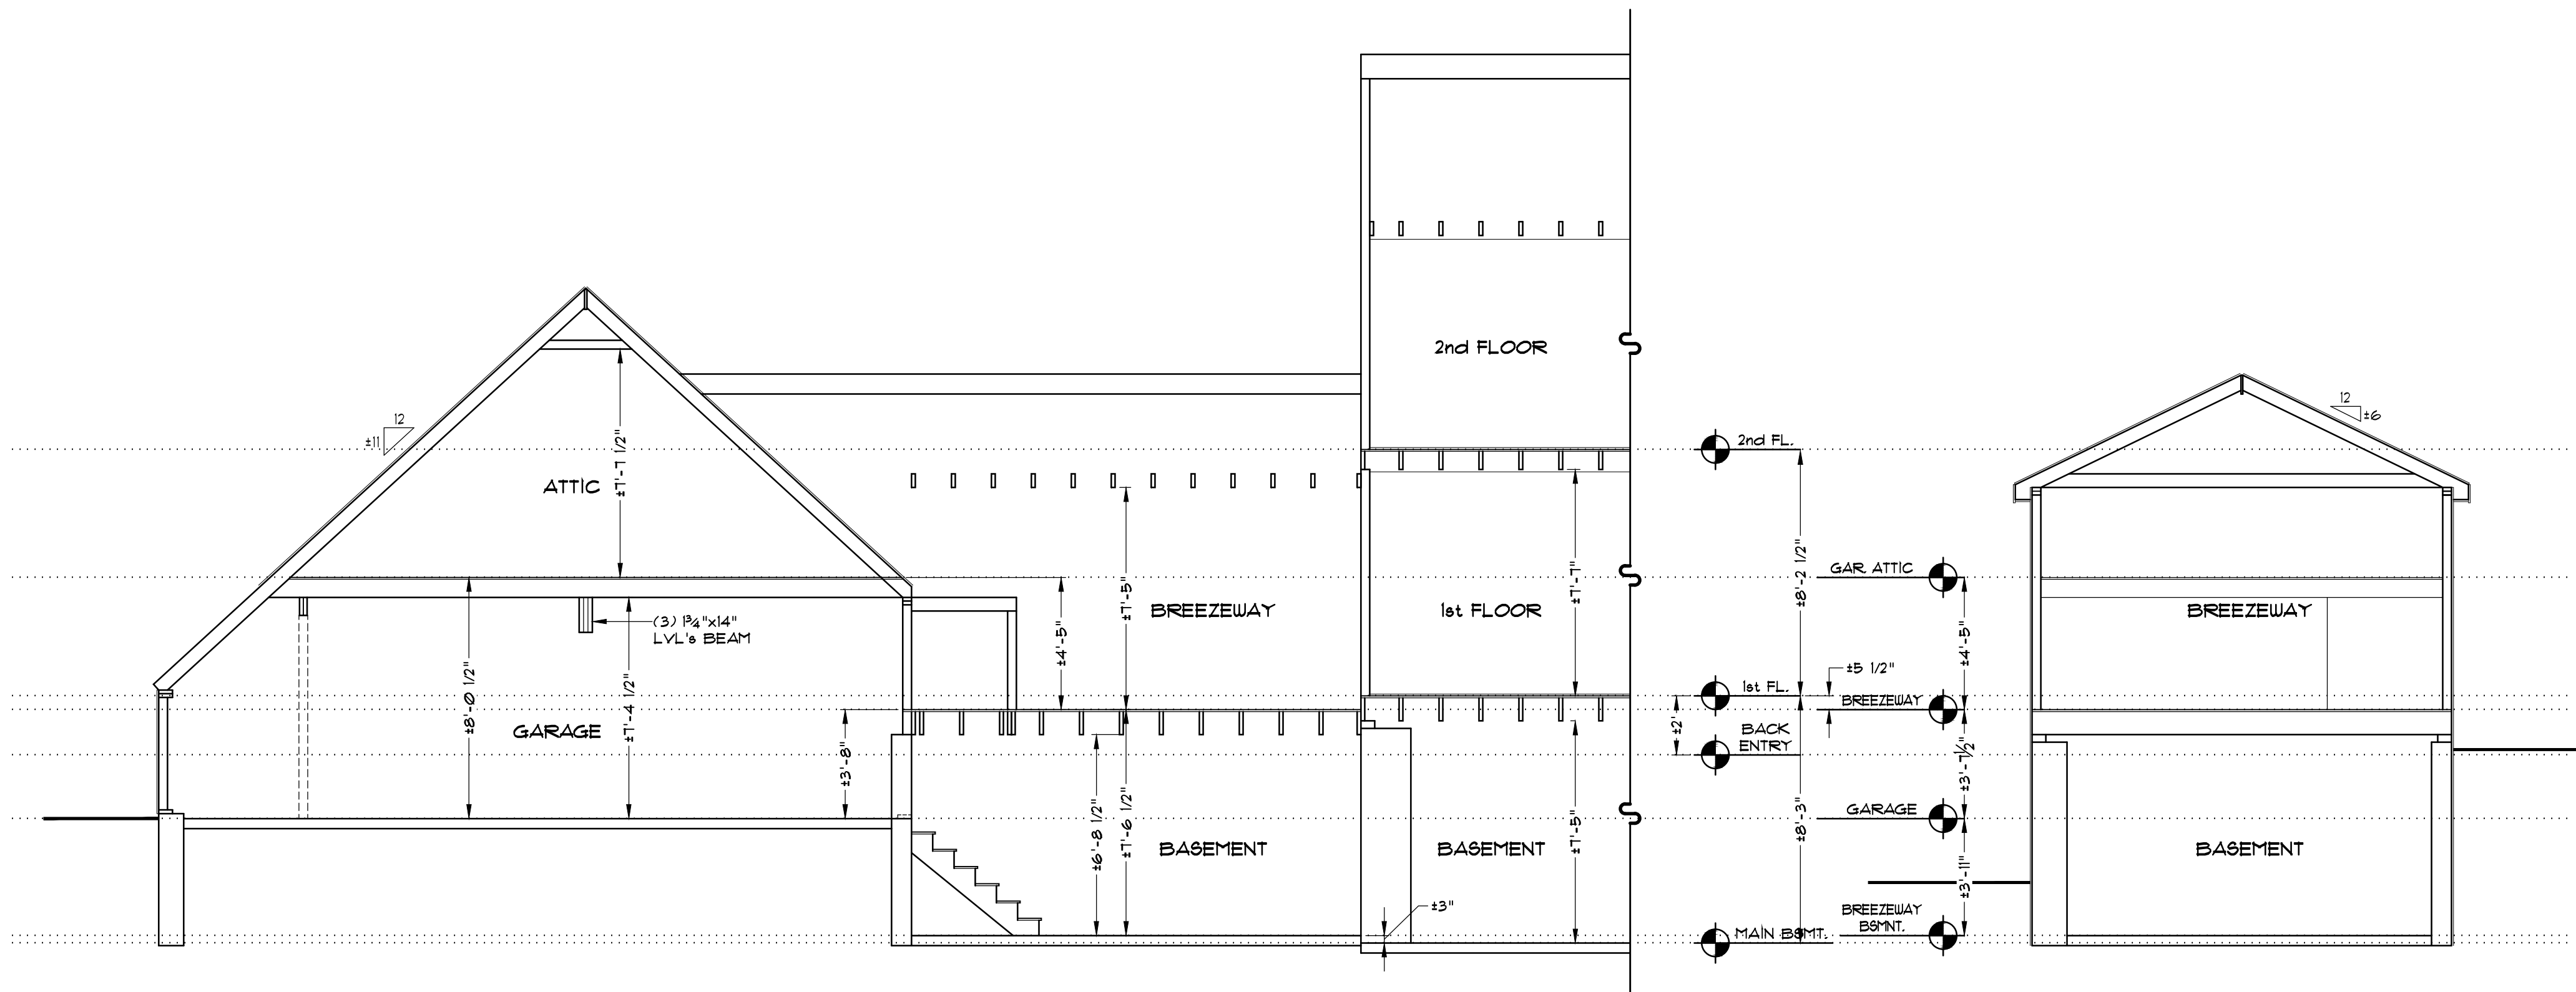 2nd FLOOR
12
±11
12
±6
±7'-7 1/2"
ATTIC
2nd FL.
GAR. ATTIC
±7'-5"
±7'-7"
±8'-2 1/2"
BREEZEWAY
1st FLOOR
BREEZEWAY
(3) 1¾"x14"
LVL's BEAM
±4'-5"
±4'-5"
±8'-0 1/2"
±7'-4 1/2"
±5 1/2"
1st FL.
BREEZEWAY
GARAGE
±2'
BACK
ENTRY
±3'-8"
±3'-7 1/2"
GARAGE
±6'-8 1/2"
±7'-6 1/2"
±7'-5"
±8'-3"
BASEMENT
BASEMENT
BASEMENT
±3'-11"
±3"
BREEZEWAY
BSMNT.
MAIN BSMT.